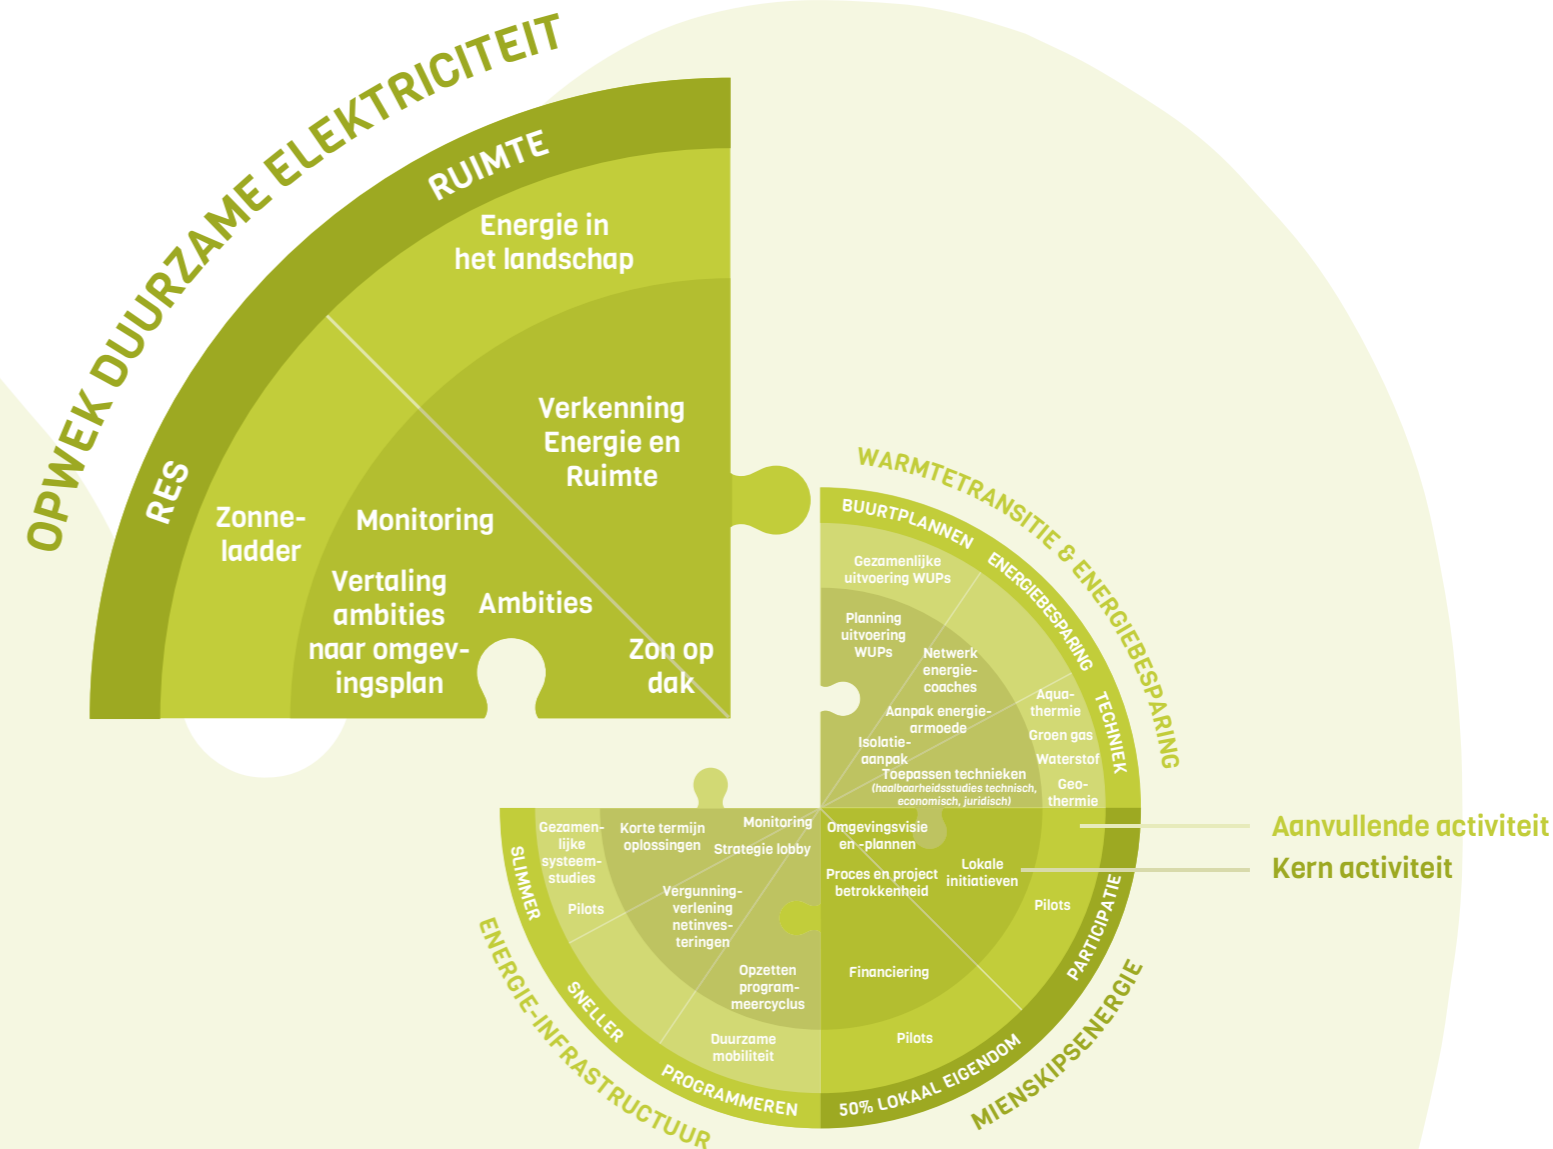 OPWEK DUURZAME ELEKTRICITEIT
RUIMTE
Energie in
het landschap
Verkenning
Energie en
Ruimte
RES
Zonne-
ladder
Monitoring
Vertaling
ambities
naar omgev-
ingsplan
Ambities
Zon op
dak
WARMTETRANSITIE & ENERGIEBESPARING
BUURTPLANNEN
Gezamenlijke
uitvoering WUPs
Planning
uitvoering
WUPs
ENERGIEBESPARING
Netwerk
energie-
coaches
Aanpak energie-
armoede
Isolatie-
aanpak
TECHNIEK
Aqua-
thermie
Groen gas
Waterstof
Geo-
thermie
Toepassen technieken
(haalbaarheidsstudies technisch,
economisch, juridisch)
Aanvullende activiteit
Kern activiteit
MIENSKIPSENERGIE
PARTICIPATIE
Omgevingsvisie
en -plannen
Proces en project
betrokkenheid
Lokale
initiatieven
Pilots
50% LOKAAL EIGENDOM
Financiering
Pilots
ENERGIE-INFRASTRUCTUUR
SLIMMER
Gezamen-
lijke
systeem-
studies
Pilots
Korte termijn
oplossingen
Monitoring
Strategie lobby
SNELLER
Vergunning-
verlening
netinves-
teringen
PROGRAMMEREN
Opzetten
program-
meercyclus
Duurzame
mobiliteit